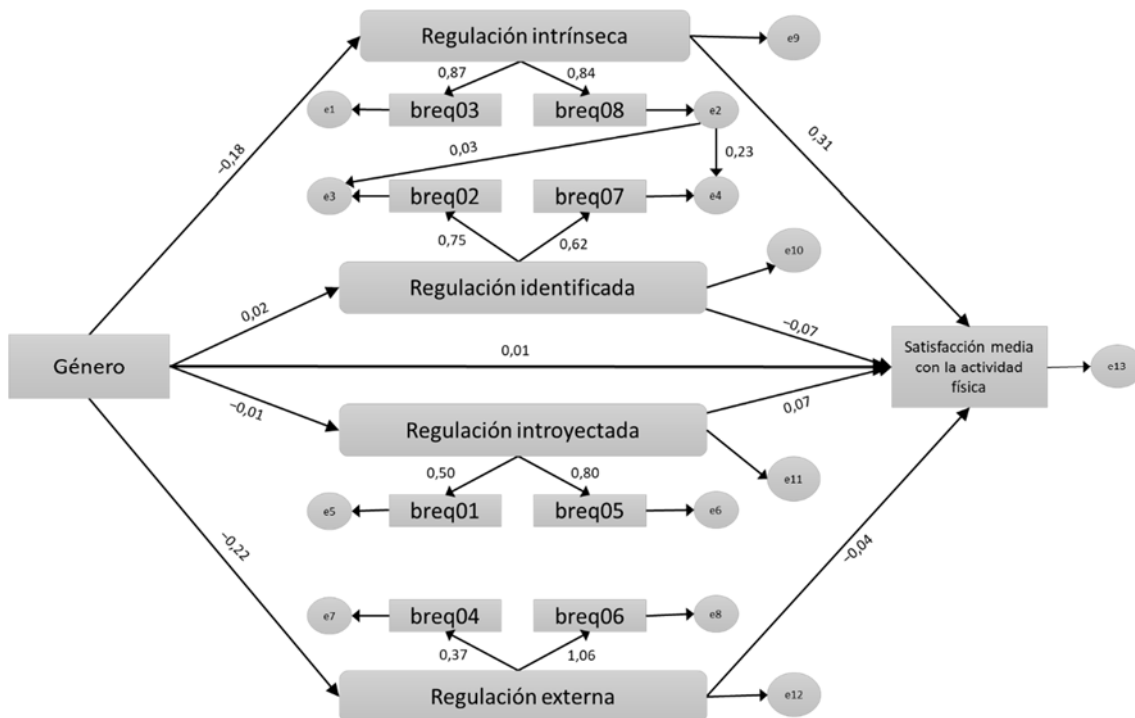 Regulación intrínseca
e9
0,87
0,84
e1
breq03
breq08
e2
−0,18
0,03
0,23
0,31
e3
breq02
breq07
e4
0,75
0,62
e10
Regulación identificada
0,02
−0,07
Género
0,01
Satisfacción media
con la actividad
física
e13
−0,01
0,07
Regulación introyectada
0,50
0,80
e11
e5
breq01
breq05
e6
−0,22
−0,04
e7
breq04
breq06
e8
0,37
1,06
Regulación externa
e12